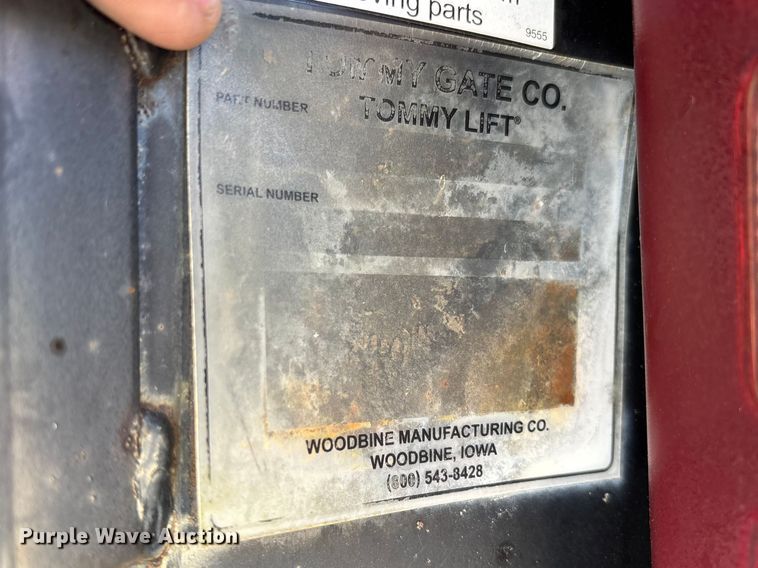 moving parts
9555
TOMMY GATE CO.
TOMMY LIFT®
PART NUMBER
SERIAL NUMBER
WOODBINE MANUFACTURING CO.
WOODBINE, IOWA
(800) 543-8428
Purple Wave Auction